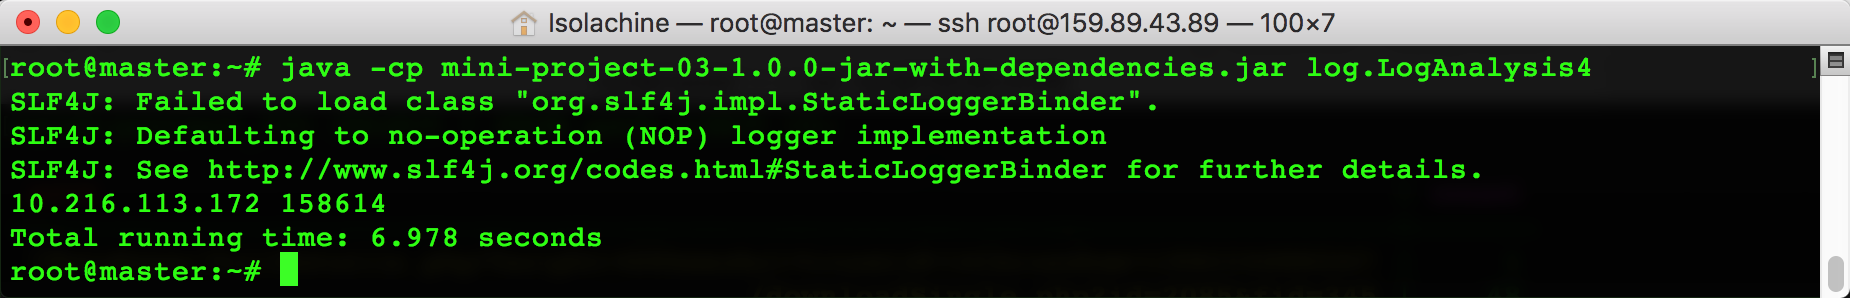 Isolachine — root@master: ~ — ssh root@159.89.43.89 — 100×7
[root@master:~# java -cp mini-project-03-1.0.0-jar-with-dependencies.jar log.LogAnalysis4 ]
SLF4J: Failed to load class "org.slf4j.impl.StaticLoggerBinder".
SLF4J: Defaulting to no-operation (NOP) logger implementation
SLF4J: See http://www.slf4j.org/codes.html#StaticLoggerBinder for further details.
10.216.113.172 158614
Total running time: 6.978 seconds
root@master:~#